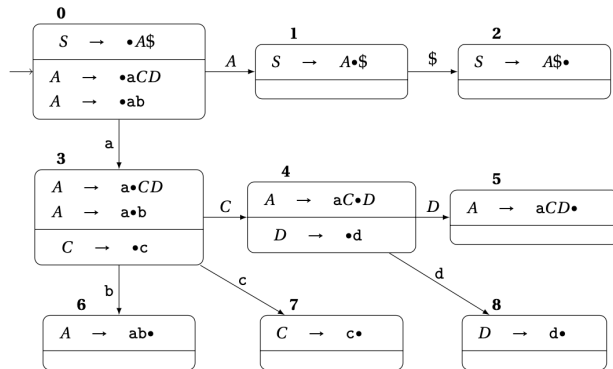 0
S → •A$
A → •aCD
A → •ab
A
1
S → A•$
$
2
S → A$•
a
3
A → a•CD
A → a•b
C → •c
C
4
A → aC•D
D → •d
D
5
A → aCD•
b
c
d
6
A → ab•
7
C → c•
8
D → d•